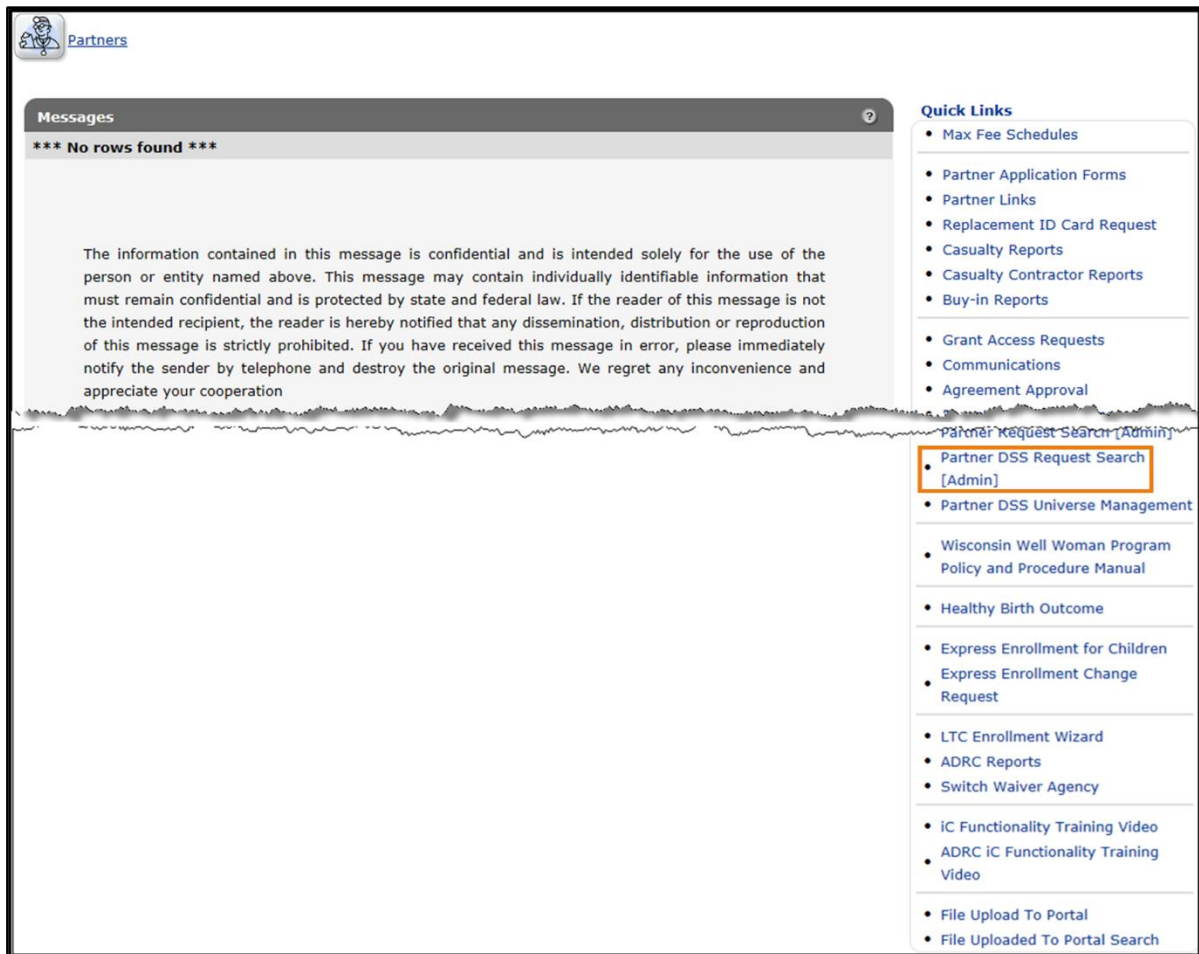 Partners
Messages
?
*** No rows found ***
The information contained in this message is confidential and is intended solely for the use of the
person or entity named above. This message may contain individually identifiable information that
must remain confidential and is protected by state and federal law. If the reader of this message is not
the intended recipient, the reader is hereby notified that any dissemination, distribution or reproduction
of this message is strictly prohibited. If you have received this message in error, please immediately
notify the sender by telephone and destroy the original message. We regret any inconvenience and
appreciate your cooperation
Quick Links
• Max Fee Schedules
• Partner Application Forms
• Partner Links
• Replacement ID Card Request
• Casualty Reports
• Casualty Contractor Reports
• Buy-in Reports
• Grant Access Requests
• Communications
• Agreement Approval
Partner Request Search [Admin]
• Partner DSS Request Search
[Admin]
• Partner DSS Universe Management
• Wisconsin Well Woman Program
Policy and Procedure Manual
• Healthy Birth Outcome
• Express Enrollment for Children
• Express Enrollment Change
Request
• LTC Enrollment Wizard
• ADRC Reports
• Switch Waiver Agency
• iC Functionality Training Video
• ADRC iC Functionality Training
Video
• File Upload To Portal
• File Uploaded To Portal Search